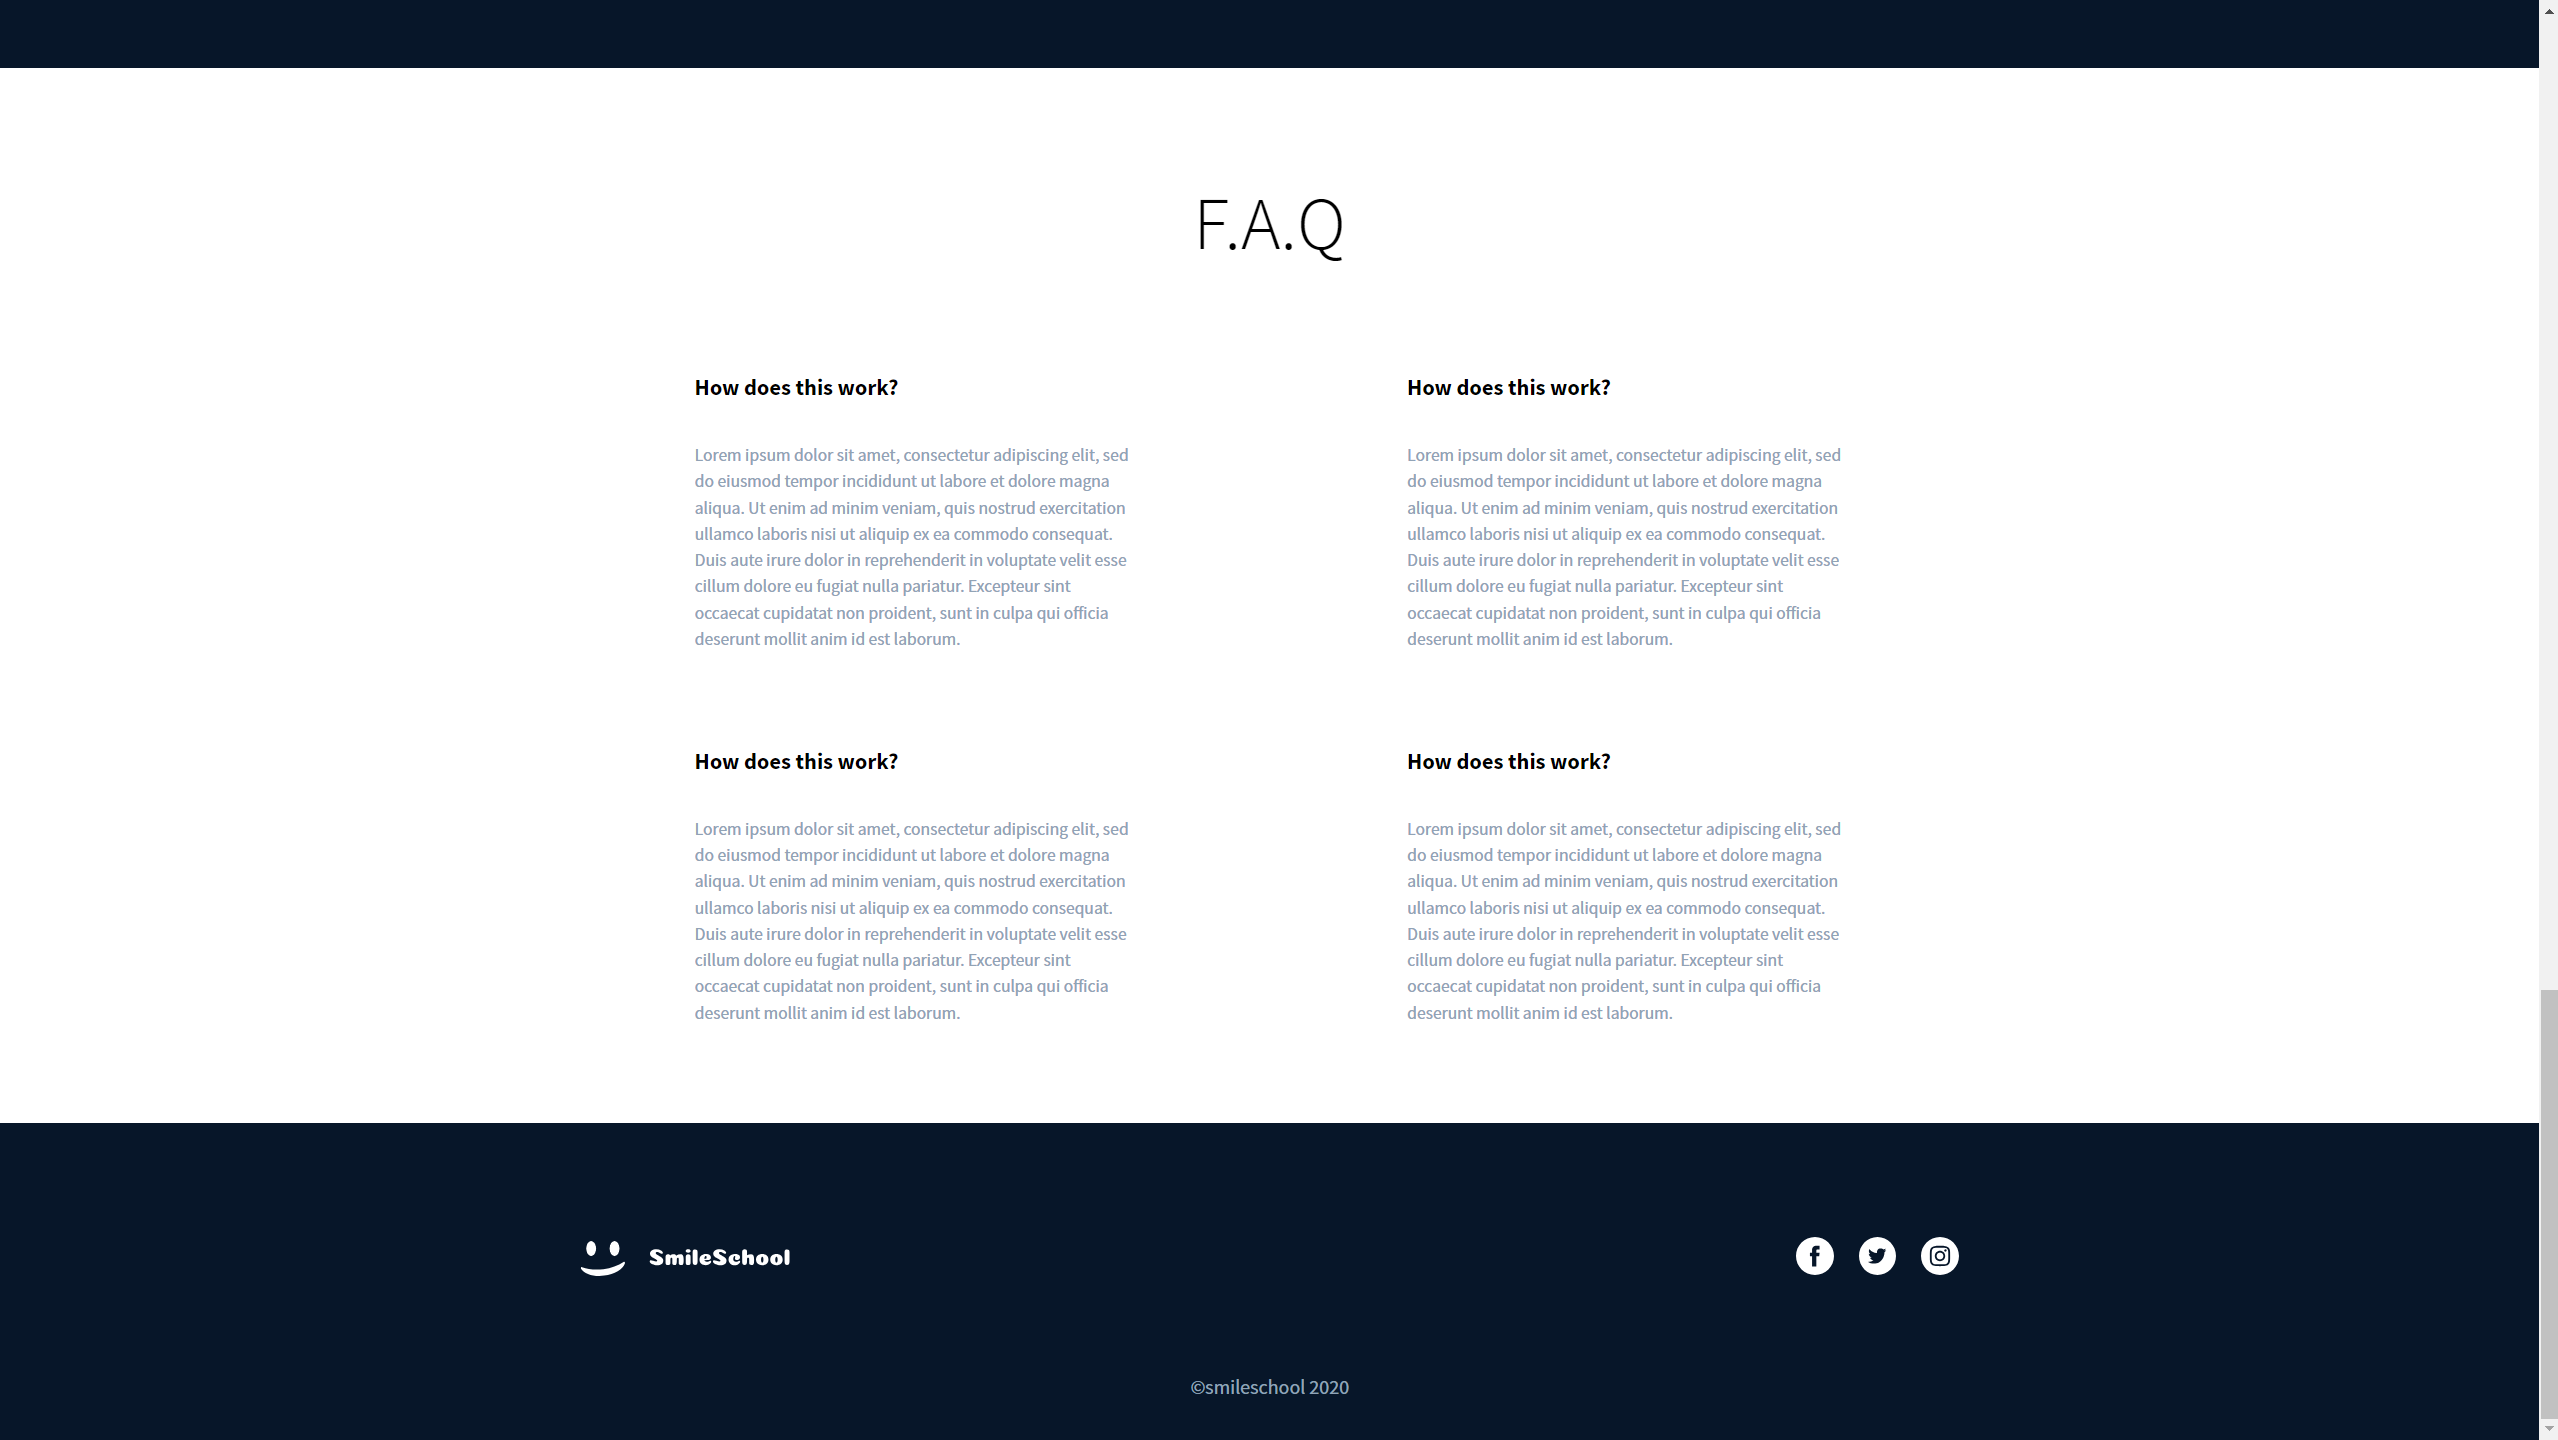 F.A.Q
How does this work?
Lorem ipsum dolor sit amet, consectetur adipiscing elit, sed
do eiusmod tempor incididunt ut labore et dolore magna
aliqua. Ut enim ad minim veniam, quis nostrud exercitation
ullamco laboris nisi ut aliquip ex ea commodo consequat.
Duis aute irure dolor in reprehenderit in voluptate velit esse
cillum dolore eu fugiat nulla pariatur. Excepteur sint
occaecat cupidatat non proident, sunt in culpa qui officia
deserunt mollit anim id est laborum.
How does this work?
Lorem ipsum dolor sit amet, consectetur adipiscing elit, sed
do eiusmod tempor incididunt ut labore et dolore magna
aliqua. Ut enim ad minim veniam, quis nostrud exercitation
ullamco laboris nisi ut aliquip ex ea commodo consequat.
Duis aute irure dolor in reprehenderit in voluptate velit esse
cillum dolore eu fugiat nulla pariatur. Excepteur sint
occaecat cupidatat non proident, sunt in culpa qui officia
deserunt mollit anim id est laborum.
How does this work?
Lorem ipsum dolor sit amet, consectetur adipiscing elit, sed
do eiusmod tempor incididunt ut labore et dolore magna
aliqua. Ut enim ad minim veniam, quis nostrud exercitation
ullamco laboris nisi ut aliquip ex ea commodo consequat.
Duis aute irure dolor in reprehenderit in voluptate velit esse
cillum dolore eu fugiat nulla pariatur. Excepteur sint
occaecat cupidatat non proident, sunt in culpa qui officia
deserunt mollit anim id est laborum.
How does this work?
Lorem ipsum dolor sit amet, consectetur adipiscing elit, sed
do eiusmod tempor incididunt ut labore et dolore magna
aliqua. Ut enim ad minim veniam, quis nostrud exercitation
ullamco laboris nisi ut aliquip ex ea commodo consequat.
Duis aute irure dolor in reprehenderit in voluptate velit esse
cillum dolore eu fugiat nulla pariatur. Excepteur sint
occaecat cupidatat non proident, sunt in culpa qui officia
deserunt mollit anim id est laborum.
SmileSchool
©smileschool 2020